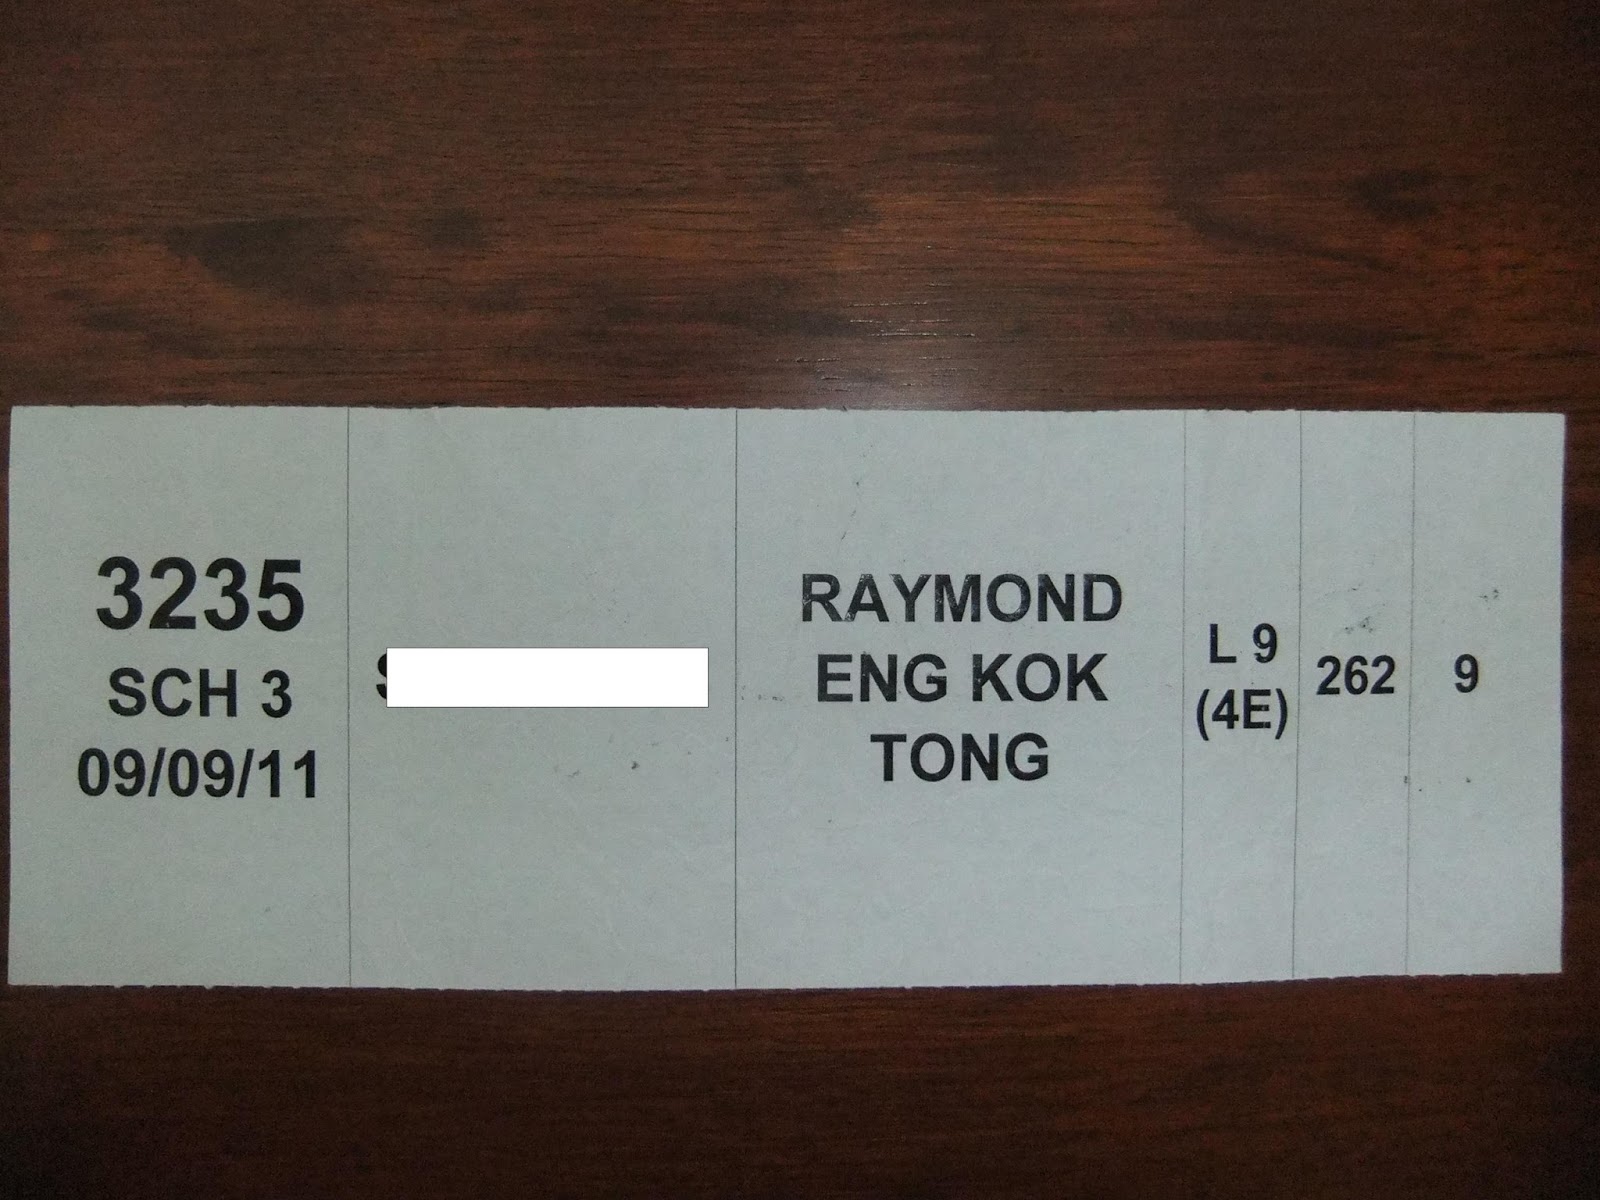 3235
SCH 3
09/09/11
RAYMOND
ENG KOK
TONG
L 9
(4E)
262
9